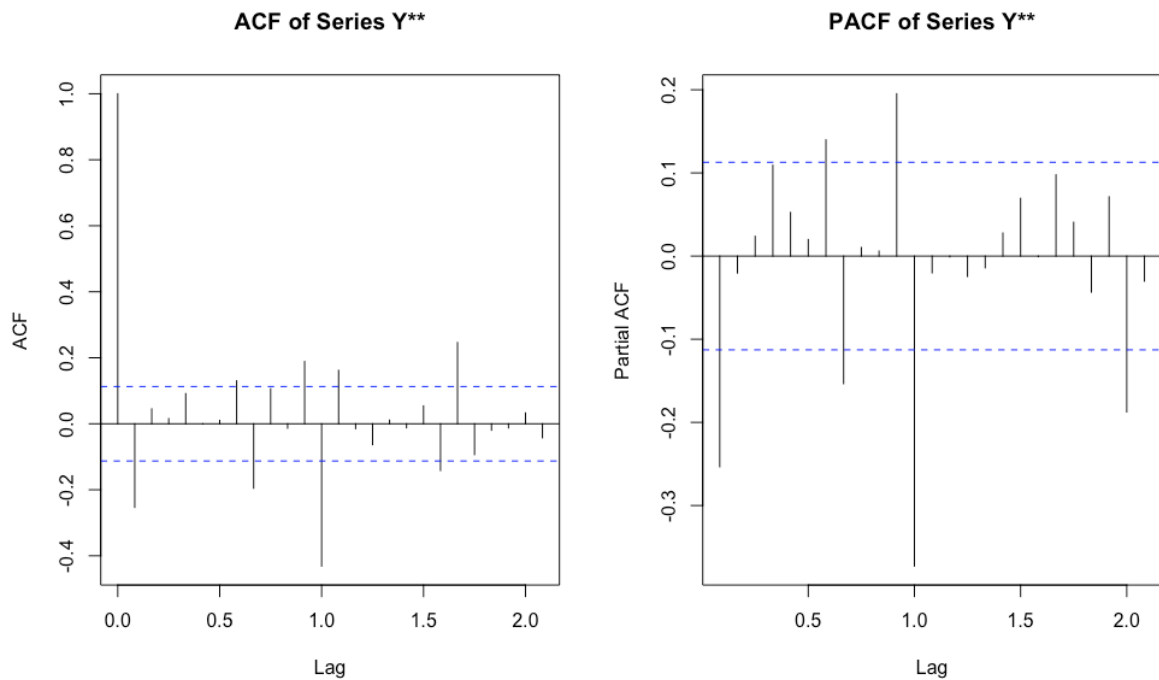 ACF of Series Y**
ACF
1.0
0.8
0.6
0.4
0.2
0.0
-0.2
-0.4
0.0 0.5 1.0 1.5 2.0
Lag
PACF of Series Y**
Partial ACF
0.2
0.1
0.0
-0.1
-0.2
-0.3
0.5 1.0 1.5 2.0
Lag